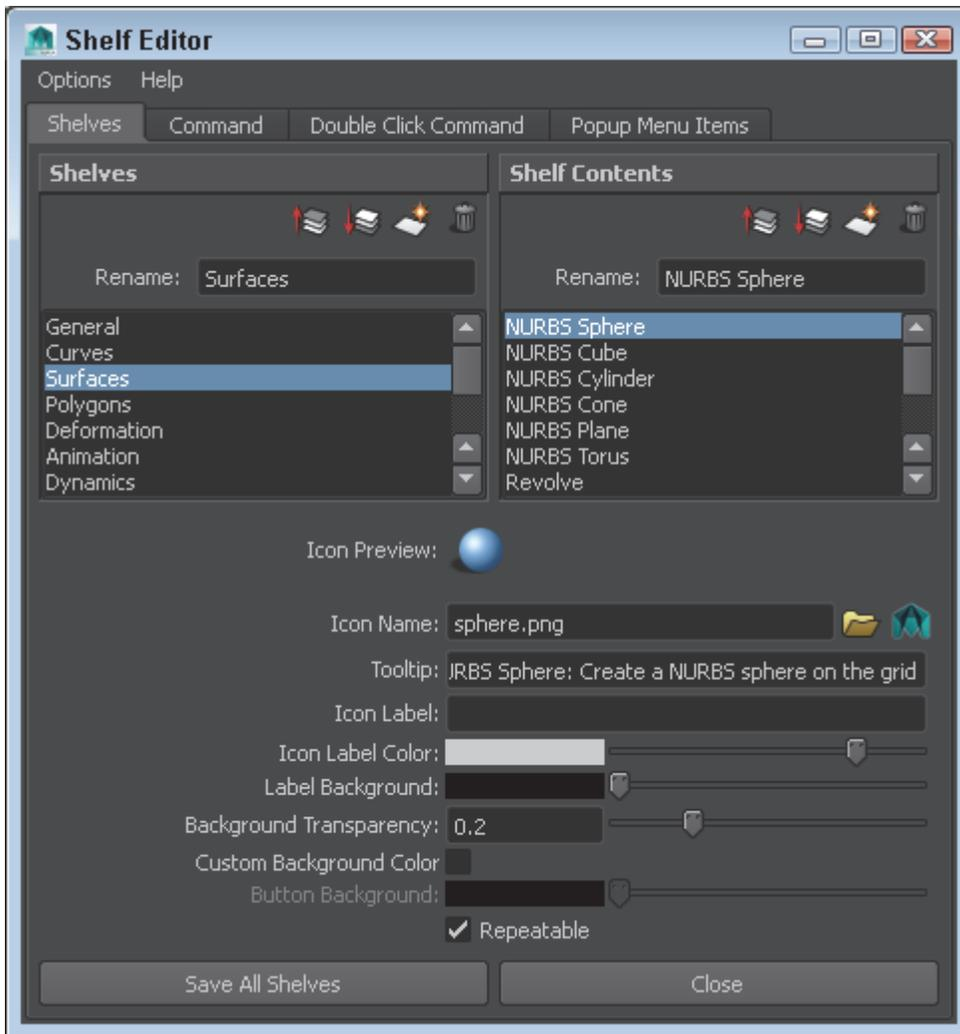 Shelf Editor
Options Help
Shelves Command Double Click Command Popup Menu Items
Shelves
Rename: Surfaces
General
Curves
Surfaces
Polygons
Deformation
Animation
Dynamics
Shelf Contents
Rename: NURBS Sphere
NURBS Sphere
NURBS Cube
NURBS Cylinder
NURBS Cone
NURBS Plane
NURBS Torus
Revolve
Icon Preview:
Icon Name: sphere.png
Tooltip: URBS Sphere: Create a NURBS sphere on the grid
Icon Label:
Icon Label Color:
Label Background:
Background Transparency: 0.2
Custom Background Color
Button Background:
Repeatable
Save All Shelves Close